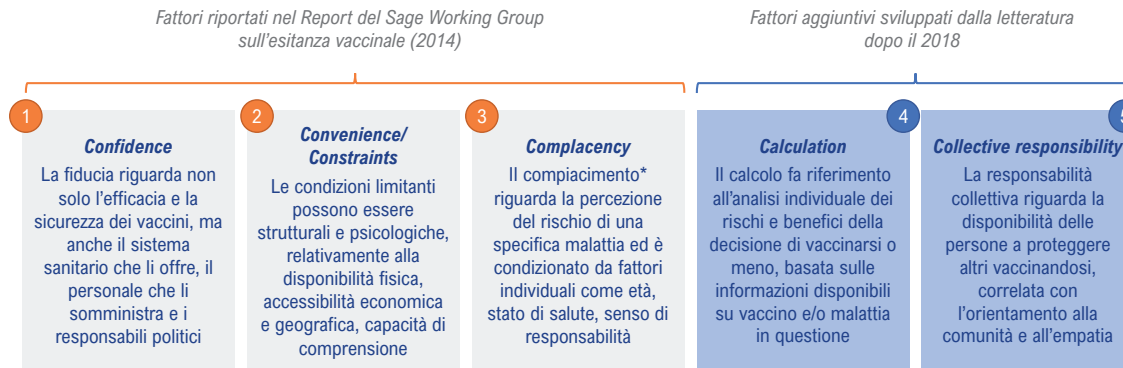 Fattori riportati nel Report del Sage Working Group
sull'esitanza vaccinale (2014)
Fattori aggiuntivi sviluppati dalla letteratura
dopo il 2018
1
Confidence
La fiducia riguarda non
solo l'efficacia e la
sicurezza dei vaccini, ma
anche il sistema
sanitario che li offre, il
personale che li
somministra e i
responsabili politici
2
Convenience/
Constraints
Le condizioni limitanti
possono essere
strutturali e psicologiche,
relativamente alla
disponibilità fisica,
accessibilità economica
e geografica, capacità di
comprensione
3
Complacency
Il compiacimento*
riguarda la percezione
del rischio di una
specifica malattia ed è
condizionato da fattori
individuali come età,
stato di salute, senso di
responsabilità
4
Calculation
Il calcolo fa riferimento
all'analisi individuale dei
rischi e benefici della
decisione di vaccinarsi o
meno, basata sulle
informazioni disponibili
su vaccino e/o malattia
in questione
5
Collective responsibility
La responsabilità
collettiva riguarda la
disponibilità delle
persone a proteggere
altri vaccinandosi,
correlata con
l'orientamento alla
comunità e all'empatia